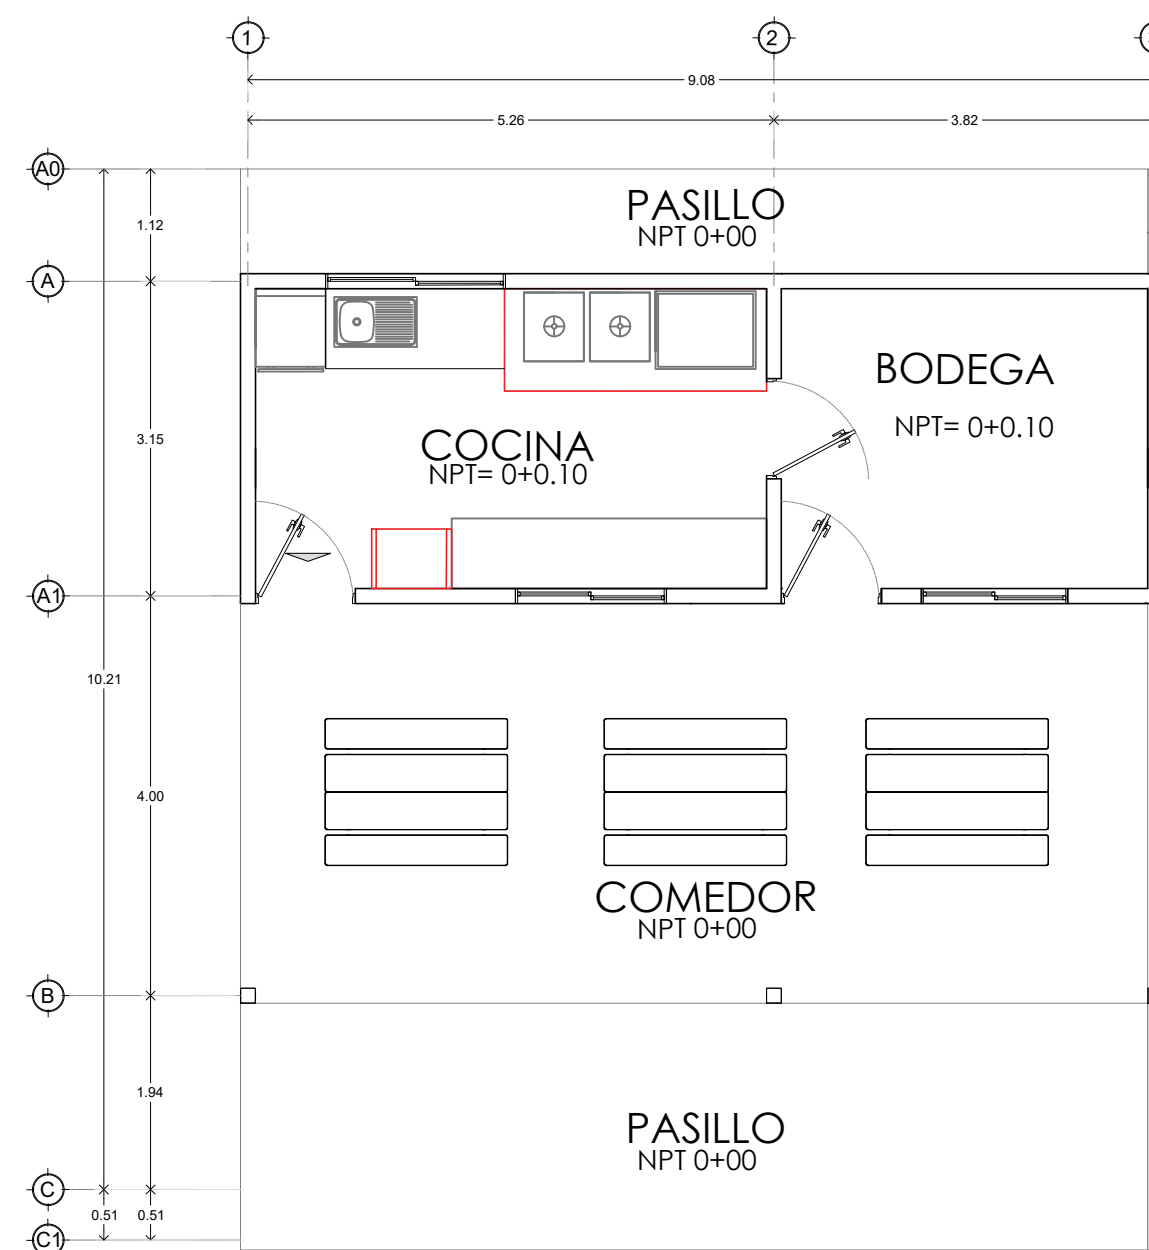 1
2
9.08
5.26
3.82
A0
1.12
PASILLO
NPT 0+00
A
BODEGA
NPT= 0+0.10
3.15
COCINA
NPT= 0+0.10
A1
10.21
4.00
COMEDOR
NPT 0+00
B
1.94
PASILLO
NPT 0+00
C
0.51
0.51
C1